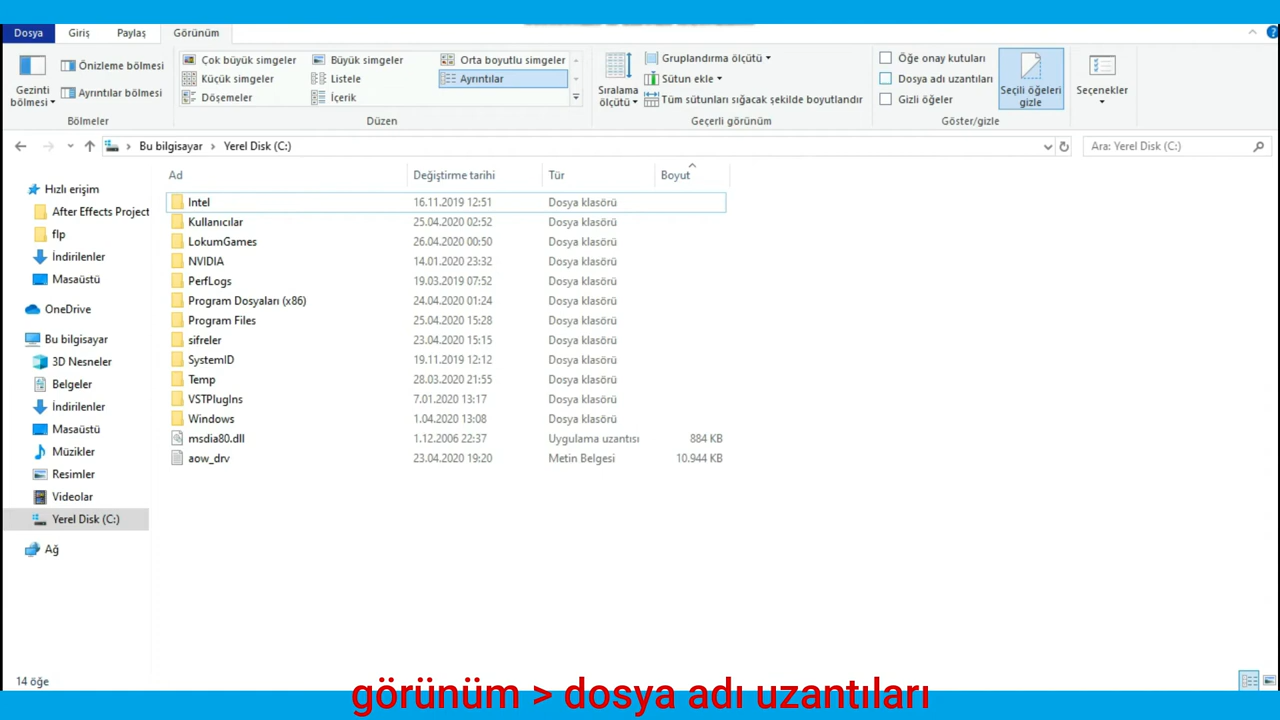 Dosya Giriş Paylaş Görünüm
Gezinti bölmesi
Önizleme bölmesi
Ayrıntılar bölmesi
Bölmeler
Çok büyük simgeler Büyük simgeler Orta boyutlu simgeler
Küçük simgeler Listele Ayrıntılar
Döşemeler İçerik
Düzen
Sıralama ölçütü
Gruplandırma ölçütü
Sütun ekle
Tüm sütunları sığacak şekilde boyutlandır
Geçerli görünüm
Öğe onay kutuları
Dosya adı uzantıları
Gizli öğeler
Seçili öğeleri gizle
Göster/gizle
Seçenekler
Bu bilgisayar > Yerel Disk (C:)
Ara: Yerel Disk (C:)
Hızlı erişim
After Effects Project
flp
İndirilenler
Masaüstü
OneDrive
Bu bilgisayar
3D Nesneler
Belgeler
İndirilenler
Masaüstü
Müzikler
Resimler
Videolar
Yerel Disk (C:)
Ağ
Ad Değiştirme tarihi Tür Boyut
Intel 16.11.2019 12:51 Dosya klasörü
Kullanıcılar 25.04.2020 02:52 Dosya klasörü
LokumGames 26.04.2020 00:50 Dosya klasörü
NVIDIA 14.01.2020 23:32 Dosya klasörü
PerfLogs 19.03.2019 07:52 Dosya klasörü
Program Dosyaları (x86) 24.04.2020 01:24 Dosya klasörü
Program Files 25.04.2020 15:28 Dosya klasörü
sifreler 23.04.2020 15:15 Dosya klasörü
SystemID 19.11.2019 12:12 Dosya klasörü
Temp 28.03.2020 21:55 Dosya klasörü
VSTPlugIns 7.01.2020 13:17 Dosya klasörü
Windows 1.04.2020 13:08 Dosya klasörü
msdia80.dll 1.12.2006 22:37 Uygulama uzantısı 884 KB
aow_drv 23.04.2020 19:20 Metin Belgesi 10.944 KB
14 öğe
görünüm > dosya adı uzantıları